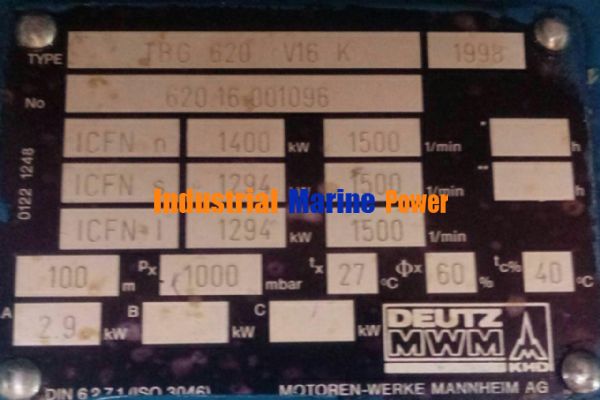 TYPE TBG 620 V16 K 1998
No 620 16 001096
ICFN n 1400 kW 1500 1/min h
ICFN s 1294 1500 1/min h
Industrial Marine Power
ICFN I 1294 kW 1500 1/min
100 m px 1000 mbar tx 27 °C Φx 60 % tc% 40 °C
A 2.9 kW B kW C kW
DEUTZ
MWM
KHD
DIN 6271 (ISO 3046) MOTOREN-WERKE MANNHEIM AG
0122 1248